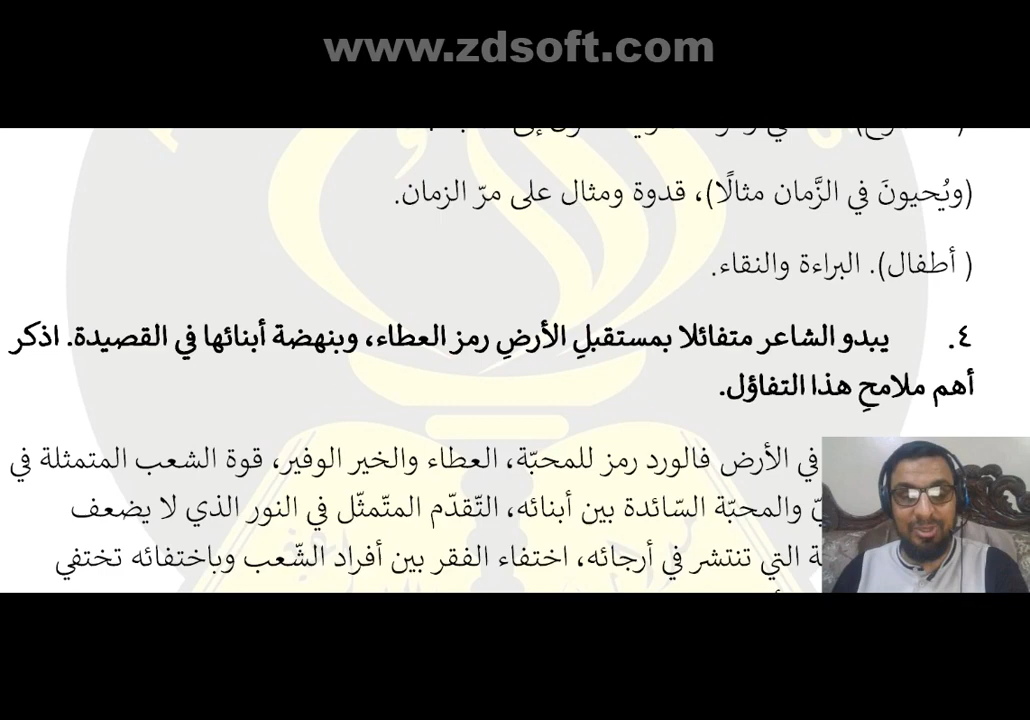 www.zdsoft.com
(ويُحيونَ في الزَّمان مثالًا)، قدوة ومثال على مرّ الزمان.
( أطفال). البراءة والنقاء.
٤. يبدو الشاعر متفائلا بمستقبلِ الأرضِ رمز العطاء، وبنهضة أبنائها في القصيدة. اذكر
أهم ملامحِ هذا التفاؤل.
في الأرض فالورد رمز للمحبّة، العطاء والخير الوفير، قوة الشعب المتمثلة في
والمحبّة السّائدة بين أبنائه، التّقدّم المتّمثّل في النور الذي لا يضعف
التي تنتشر في أرجائه، اختفاء الفقر بين أفراد الشّعب وباختفائه تختفي